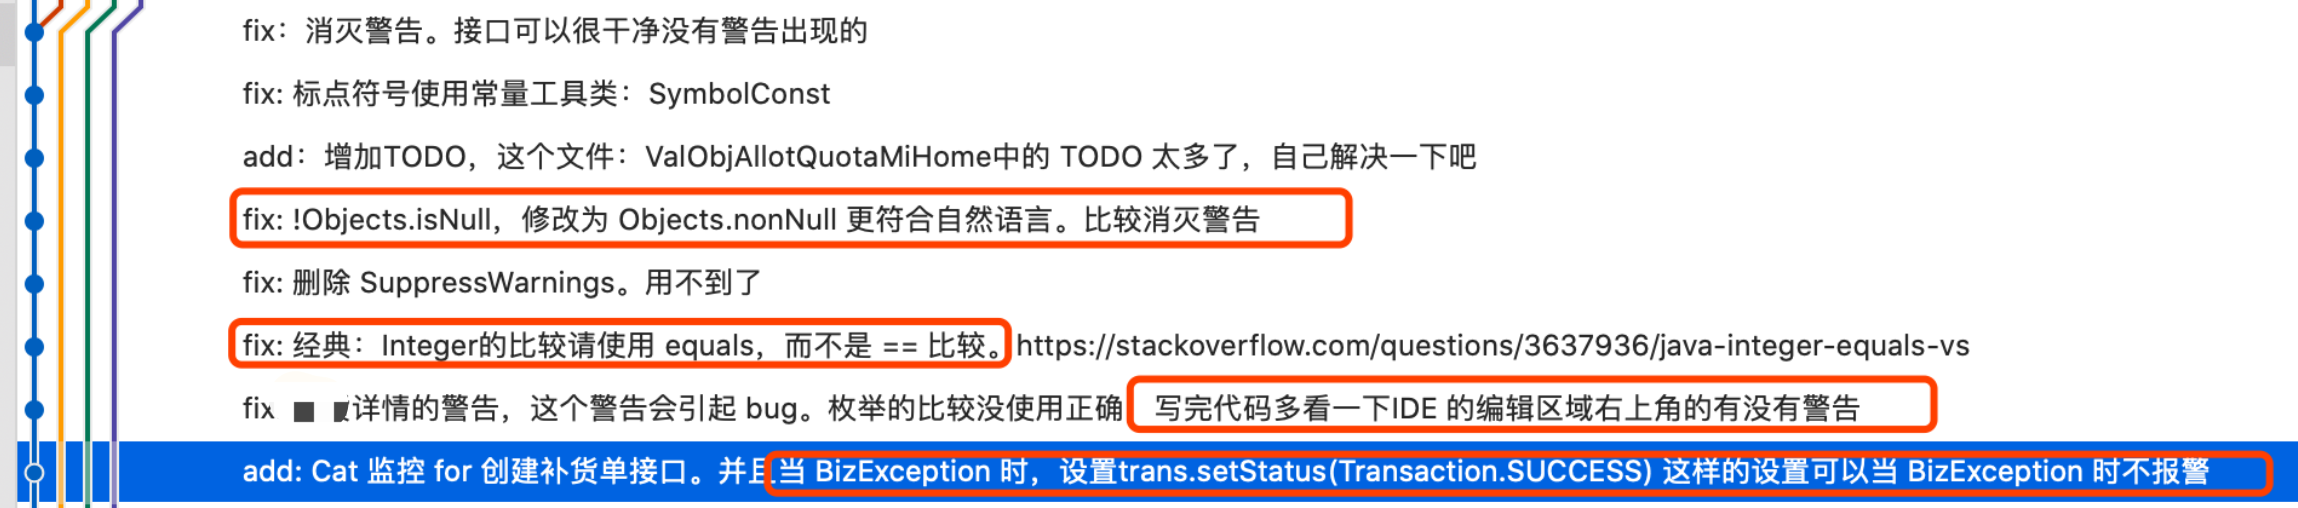 fix：消灭警告。接口可以很干净没有警告出现的
fix: 标点符号使用常量工具类：SymbolConst
add：增加TODO，这个文件：ValObjAllotQuotaMiHome中的 TODO 太多了，自己解决一下吧
fix: !Objects.isNull，修改为 Objects.nonNull 更符合自然语言。比较消灭警告
fix: 删除 SuppressWarnings。用不到了
fix: 经典：Integer的比较请使用 equals，而不是 == 比较。https://stackoverflow.com/questions/3637936/java-integer-equals-vs
fix 详情的警告，这个警告会引起 bug。枚举的比较没使用正确 写完代码多看一下IDE 的编辑区域右上角的有没有警告
add: Cat 监控 for 创建补货单接口。并且当 BizException 时，设置trans.setStatus(Transaction.SUCCESS) 这样的设置可以当 BizException 时不报警